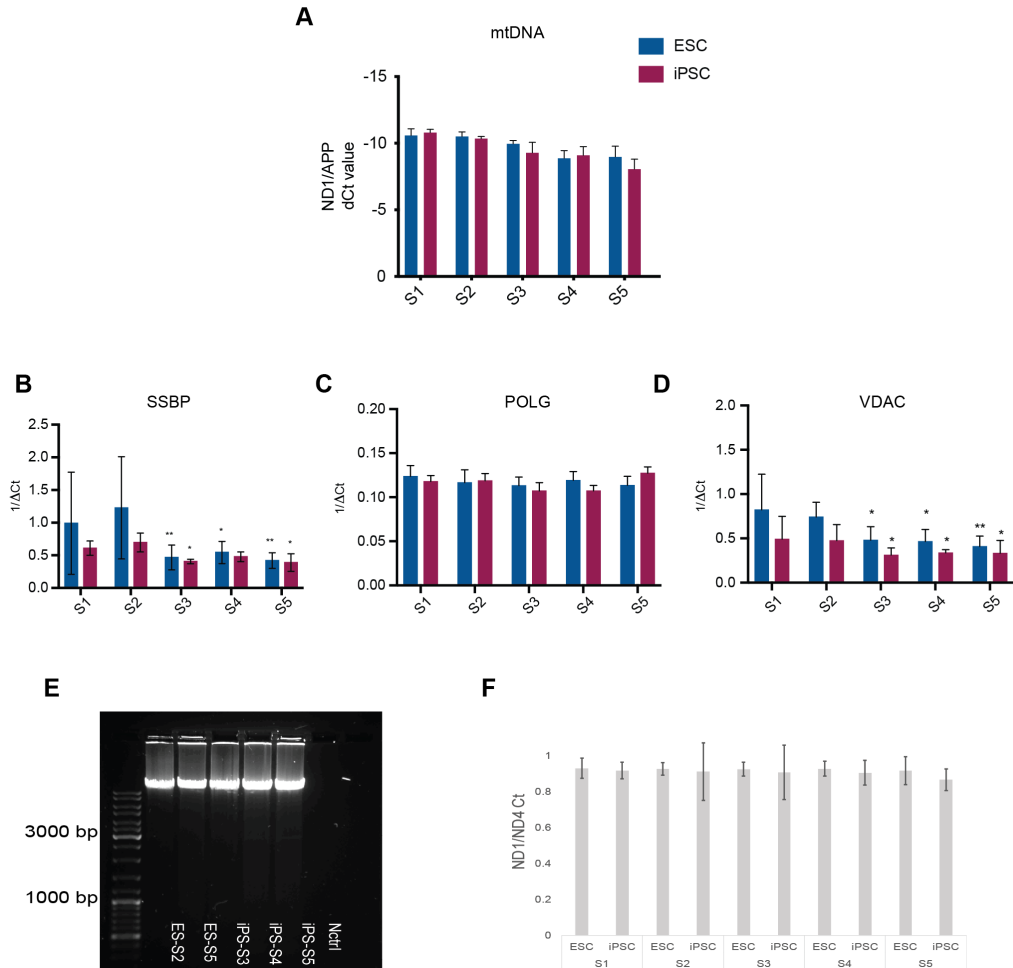 A
mtDNA
ESC
iPSC
-15
-10
-5
0
ND1/APP
dCt value
S1 S2 S3 S4 S5
B
SSBP
2.5
2.0
1.5
1.0
0.5
0.0
1/ΔCt
** * * ** *
S1 S2 S3 S4 S5
C
POLG
0.20
0.15
0.10
0.05
0.00
1/ΔCt
S1 S2 S3 S4 S5
D
VDAC
2.0
1.5
1.0
0.5
0.0
1/ΔCt
* * * * ** *
S1 S2 S3 S4 S5
E
3000 bp
1000 bp
ES-S2
ES-S5
iPS-S3
iPS-S4
iPS-S5
Nctrl
F
1
0.8
0.6
0.4
0.2
0
ND1/ND4 Ct
ESC iPSC ESC iPSC ESC iPSC ESC iPSC ESC iPSC
S1 S2 S3 S4 S5